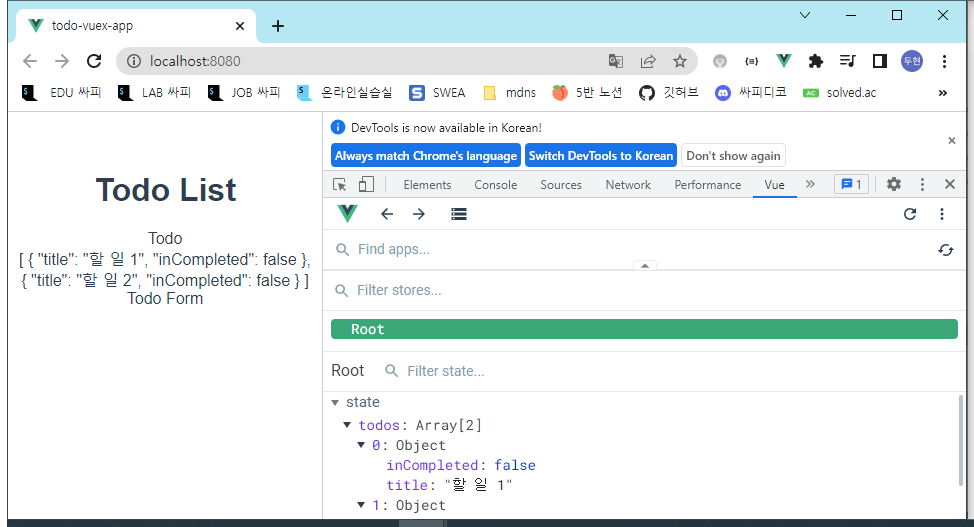 todo-vuex-app
localhost:8080
두현
EDU 싸피 LAB 싸피 JOB 싸피 온라인실습실 S SWEA mdns 5반 노션 깃허브 싸피디코 AC solved.ac »
DevTools is now available in Korean!
Always match Chrome's language Switch DevTools to Korean Don't show again
Elements Console Sources Network Performance Vue » 1
Find apps...
Filter stores...
Root
Root Filter state...
state
todos: Array[2]
0: Object
inCompleted: false
title: "할 일 1"
1: Object
Todo List
Todo
[ { "title": "할 일 1", "inCompleted": false },
{ "title": "할 일 2", "inCompleted": false } ]
Todo Form